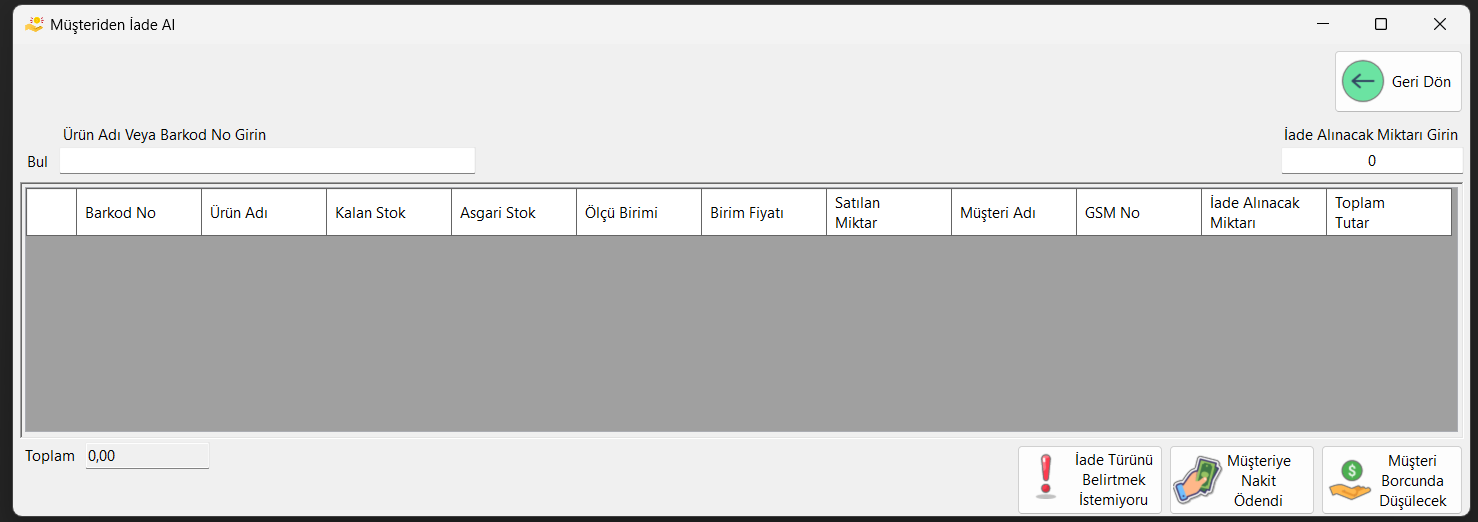 Müşteriden İade Al
Geri Dön
Ürün Adı Veya Barkod No Girin
İade Alınacak Miktarı Girin
Bul
0
Barkod No
Ürün Adı
Kalan Stok
Asgari Stok
Ölçü Birimi
Birim Fiyatı
Satılan
Miktar
Müşteri Adı
GSM No
İade Alınacak
Miktarı
Toplam
Tutar
Toplam
0,00
İade Türünü
Belirtmek
İstemiyoru
Müşteriye
Nakit
Ödendi
Müşteri
Borcunda
Düşülecek